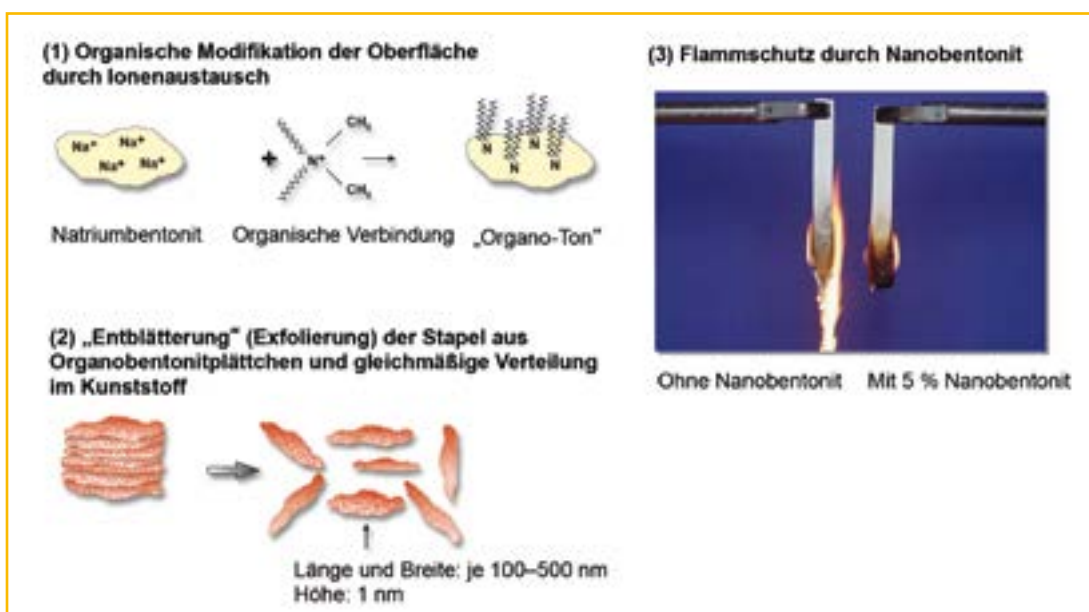 (1) Organische Modifikation der Oberfläche
durch Ionenaustausch
Na⁺
Na⁺
Na⁺
Na⁺
+
N⁺
CH₃
CH₃
N
N
N
N
Natriumbentonit
Organische Verbindung
„Organo-Ton"
(2) „Entblätterung" (Exfolierung) der Stapel aus
Organobentonitplättchen und gleichmäßige Verteilung
im Kunststoff
Länge und Breite: je 100–500 nm
Höhe: 1 nm
(3) Flammschutz durch Nanobentonit
Ohne Nanobentonit
Mit 5 % Nanobentonit